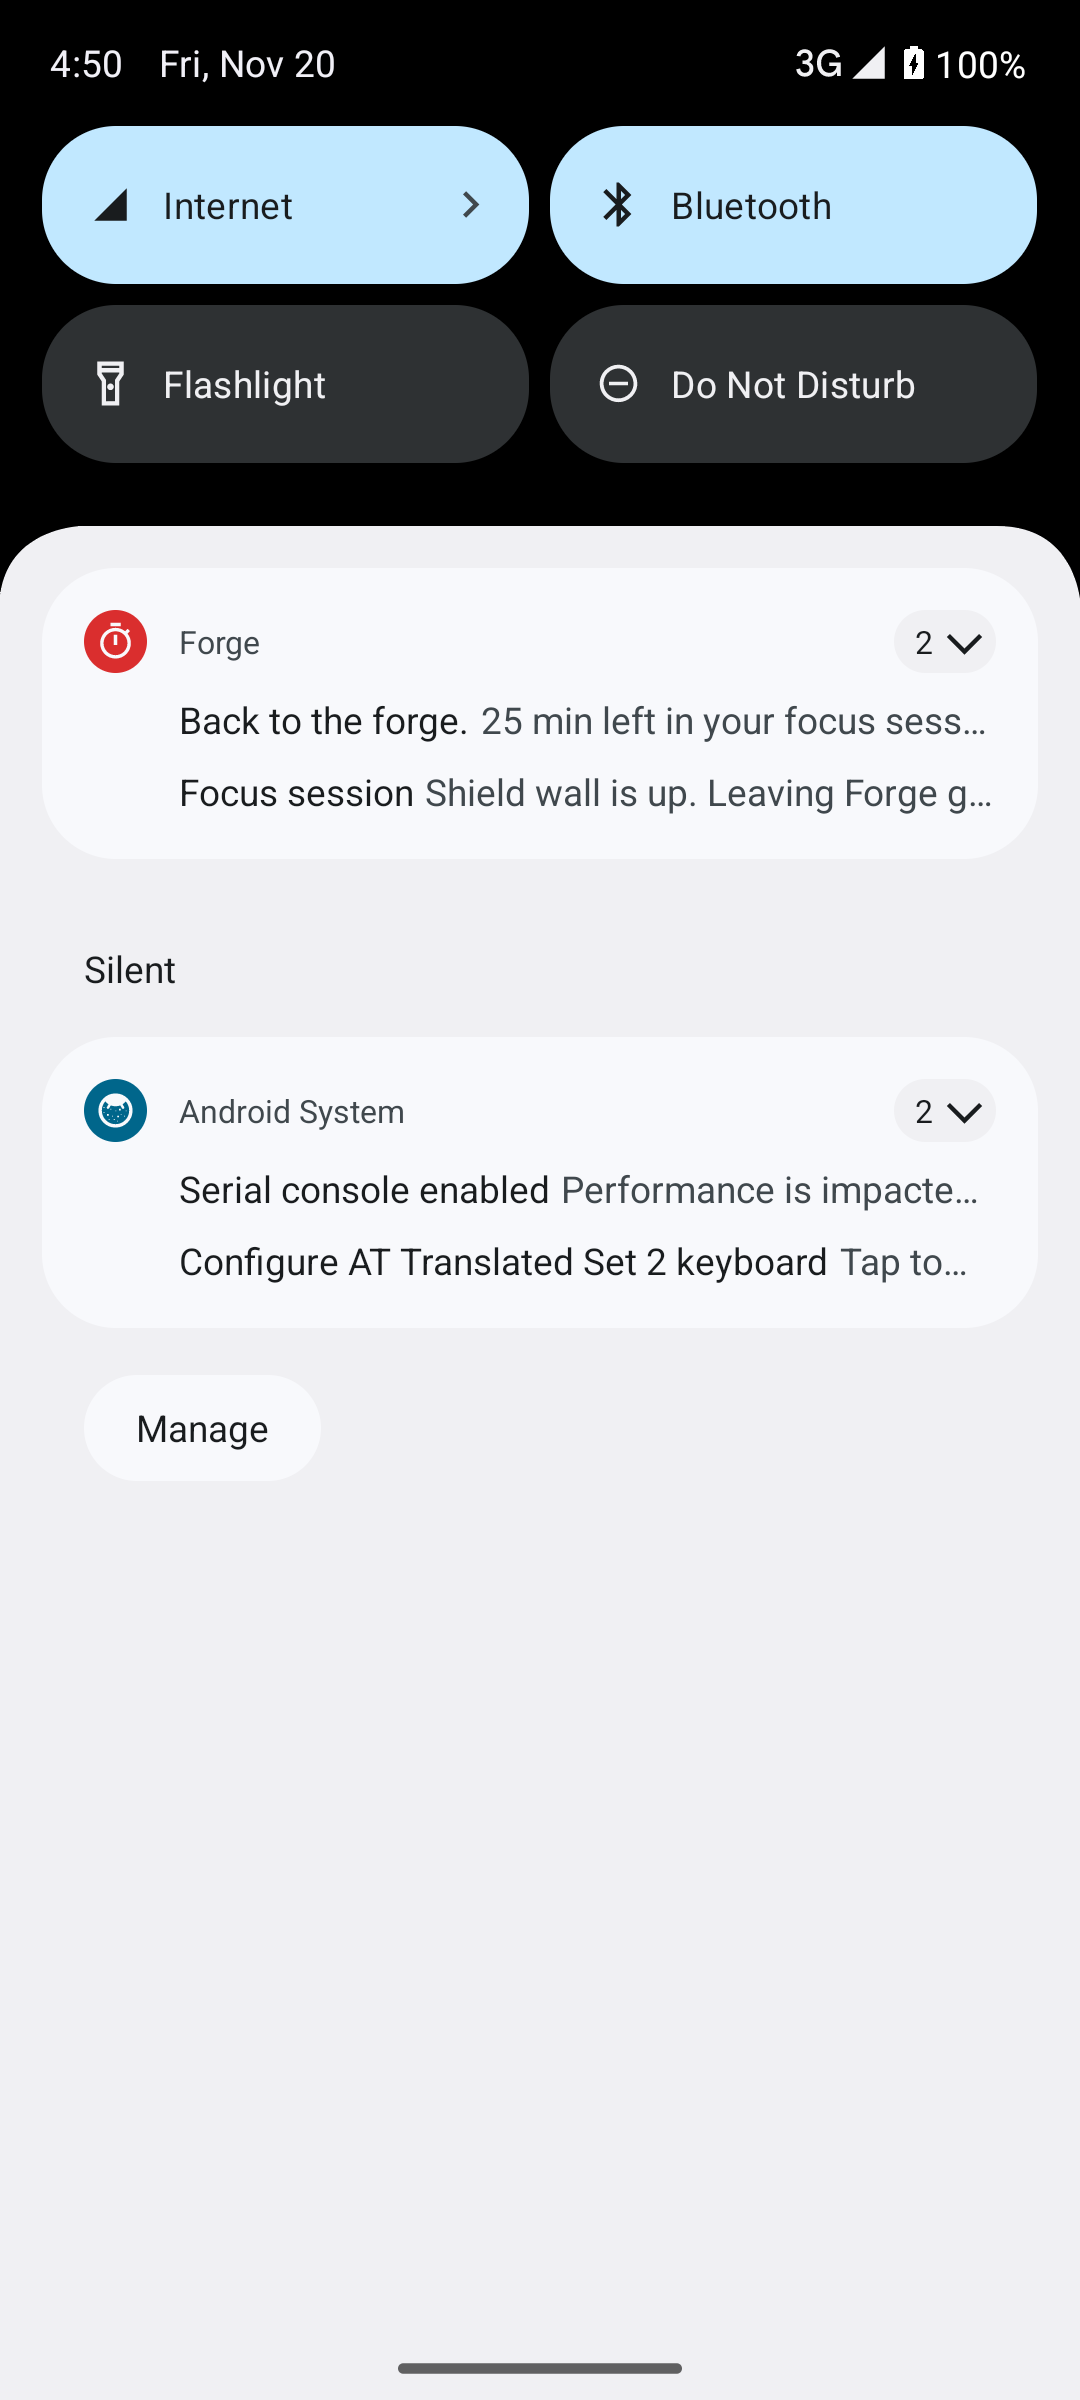 4:50 Fri, Nov 20 3G 100%
Internet Bluetooth
Flashlight Do Not Disturb
Forge 2
Back to the forge. 25 min left in your focus sess…
Focus session Shield wall is up. Leaving Forge g…
Silent
Android System 2
Serial console enabled Performance is impacte…
Configure AT Translated Set 2 keyboard Tap to…
Manage